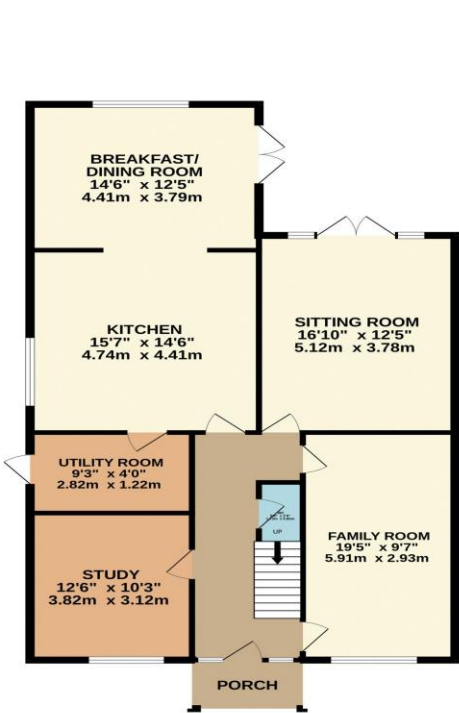 BREAKFAST/
DINING ROOM
14'6" x 12'5"
4.41m x 3.79m
KITCHEN
15'7" x 14'6"
4.74m x 4.41m
SITTING ROOM
16'10" x 12'5"
5.12m x 3.78m
UTILITY ROOM
9'3" x 4'0"
2.82m x 1.22m
STUDY
12'6" x 10'3"
3.82m x 3.12m
UP
FAMILY ROOM
19'5" x 9'7"
5.91m x 2.93m
PORCH